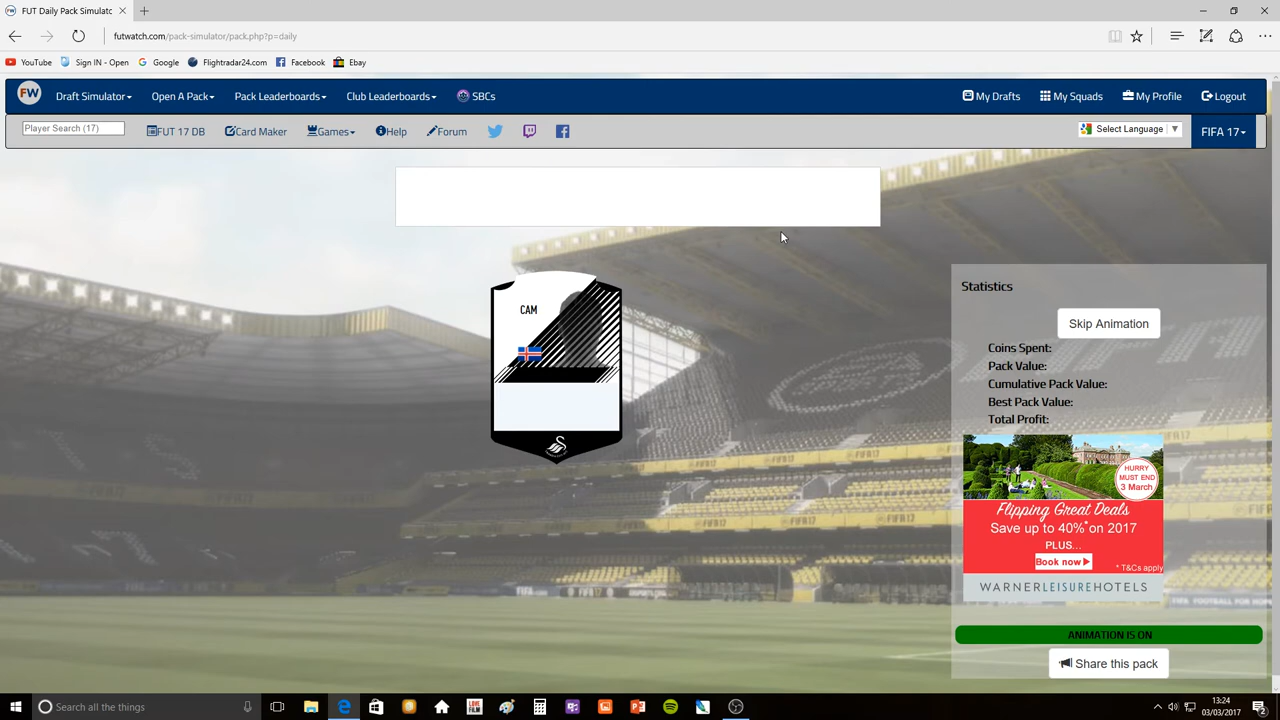 FUT Daily Pack Simulato
futwatch.com/pack-simulator/pack.php?p=daily
YouTube Sign IN - Open Google Flightradar24.com Facebook Ebay
FW Draft Simulator Open A Pack Pack Leaderboards Club Leaderboards SBCs My Drafts My Squads My Profile Logout
Player Search (17) FUT 17 DB Card Maker Games Help Forum Select Language FIFA 17
CAM
Statistics
Skip Animation
Coins Spent:
Pack Value:
Cumulative Pack Value:
Best Pack Value:
Total Profit:
HURRY
MUST END
3 March
Flipping Great Deals
Save up to 40%*on 2017
PLUS...
Book now
* T&Cs apply
WARNERLEISUREHOTELS
ANIMATION IS ON
Share this pack
Search all the things
LOVE
FILM
13:24
03/03/2017
2